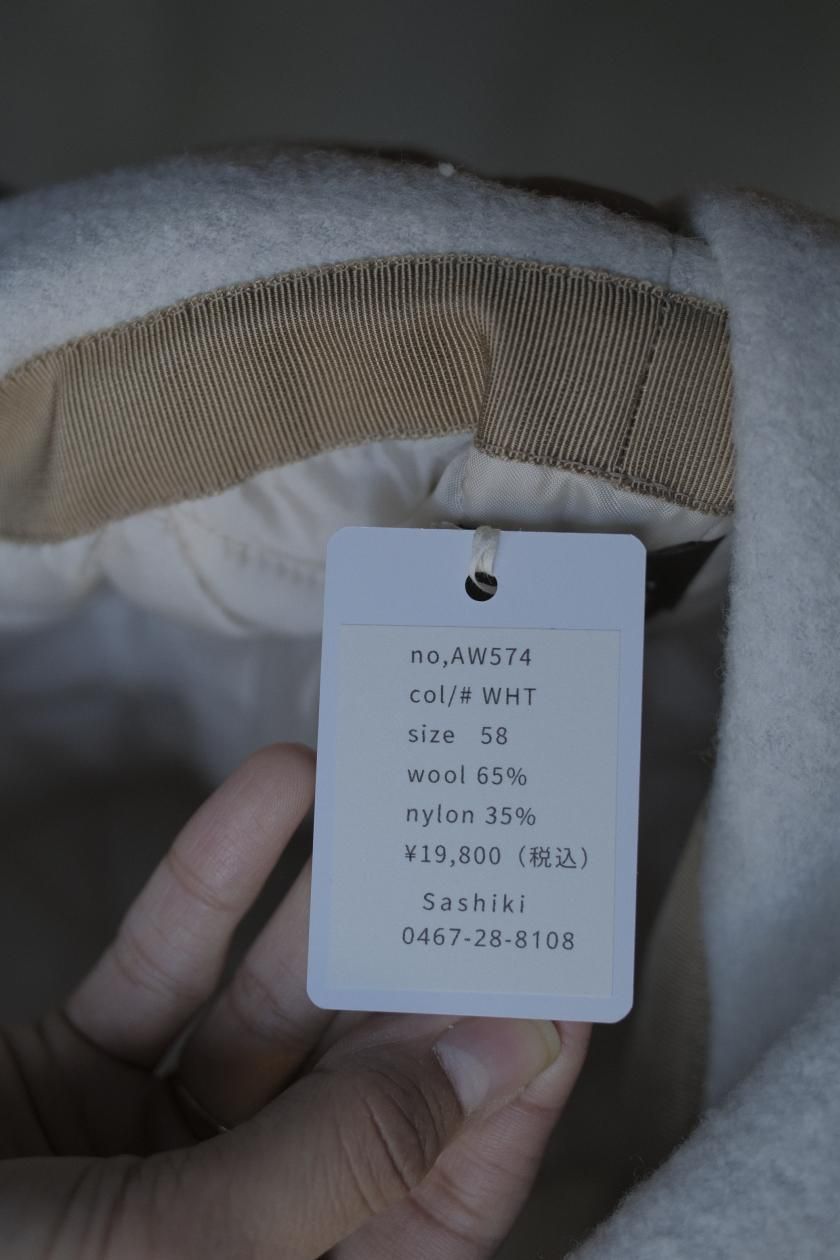 no,AW574
col/# WHT
size 58
wool 65%
nylon 35%
¥19,800（税込）
Sashiki
0467-28-8108